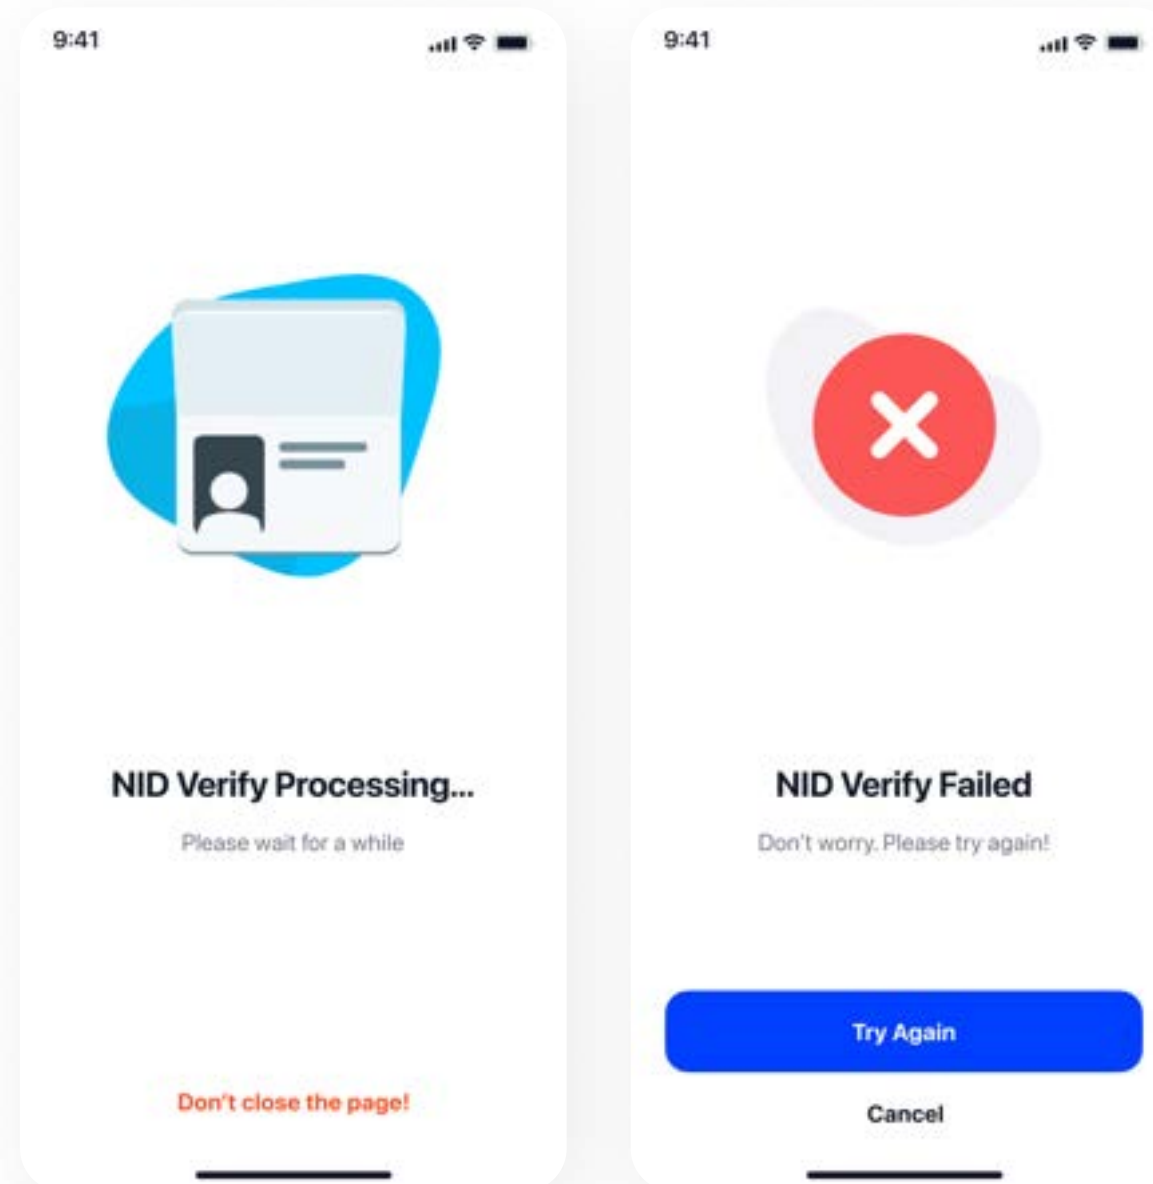 9:41
NID Verify Processing...
Please wait for a while
Don't close the page!
9:41
NID Verify Failed
Don't worry. Please try again!
Try Again
Cancel